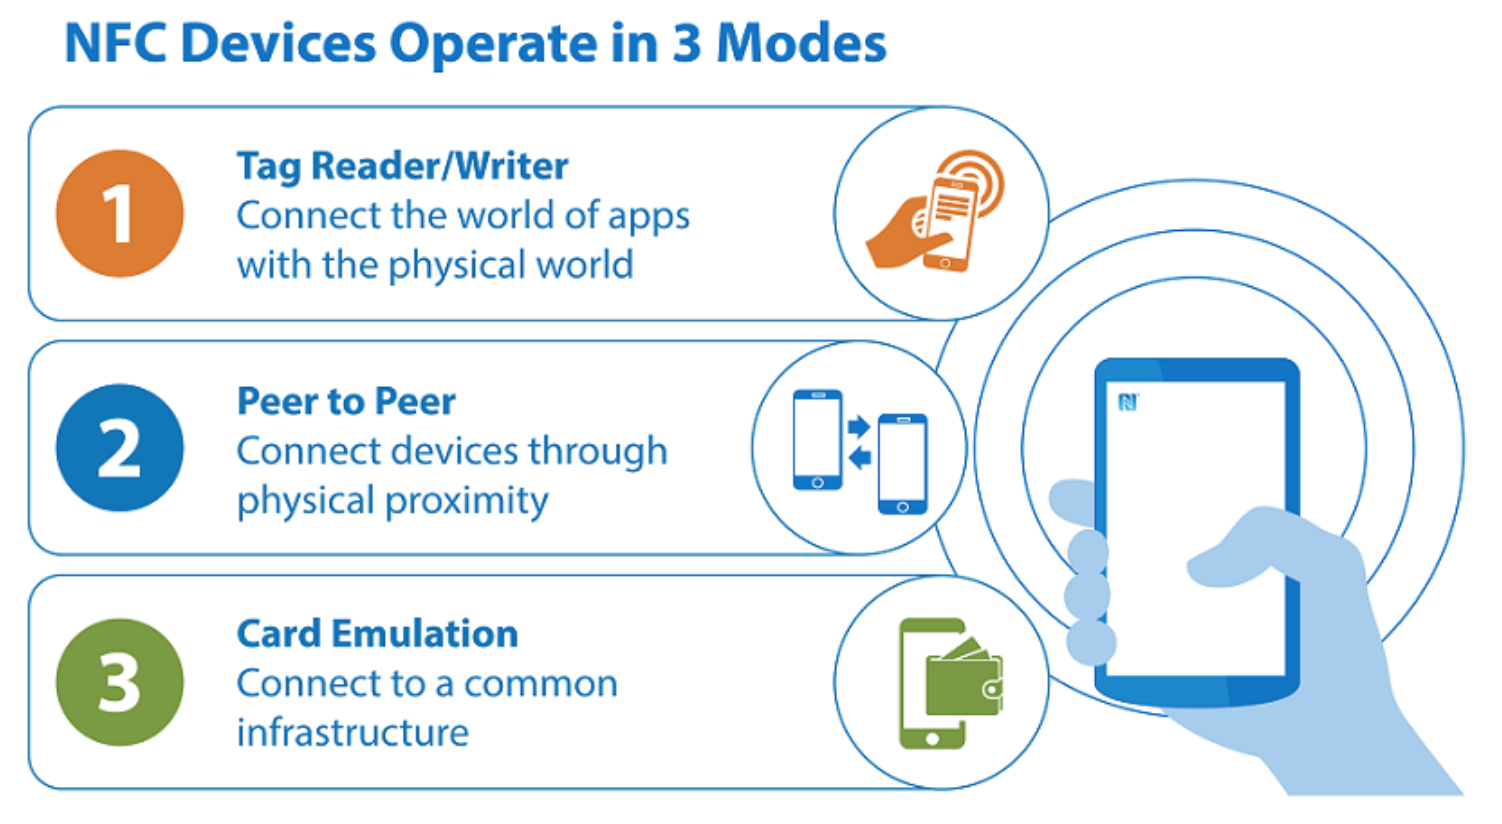 NFC Devices Operate in 3 Modes
1
Tag Reader/Writer
Connect the world of apps
with the physical world
2
Peer to Peer
Connect devices through
physical proximity
3
Card Emulation
Connect to a common
infrastructure